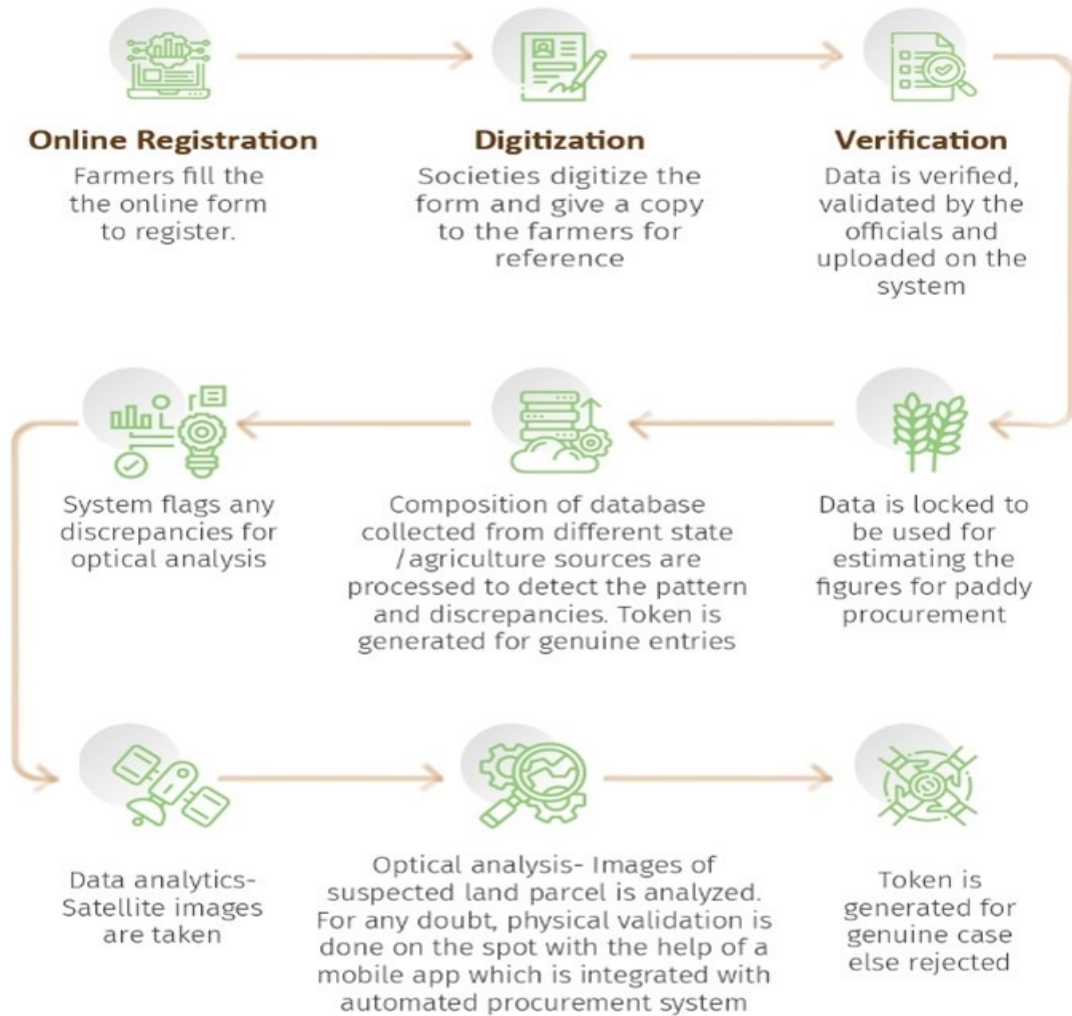 Online Registration
Farmers fill the
the online form
to register.
Digitization
Societies digitize the
form and give a copy
to the farmers for
reference
Verification
Data is verified,
validated by the
officials and
uploaded on the
system
Data is locked to
be used for
estimating the
figures for paddy
procurement
Composition of database
collected from different state
/agriculture sources are
processed to detect the pattern
and discrepancies. Token is
generated for genuine entries
System flags any
discrepancies for
optical analysis
Data analytics-
Satellite images
are taken
Optical analysis- Images of
suspected land parcel is analyzed.
For any doubt, physical validation is
done on the spot with the help of a
mobile app which is integrated with
automated procurement system
Token is
generated for
genuine case
else rejected